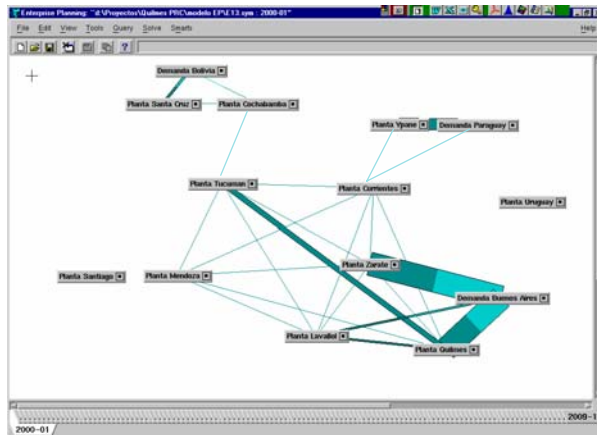 Enterprise Planning: "d:\Proyectos\Quilmes PRC\modelo EP\E13.sym : 2000-01"
File Edit View Tools Query Solve Smarts Help
Demanda Bolivia
Planta Santa Cruz Planta Cochabamba
Planta Ypane Demanda Paraguay
Planta Tucuman Planta Corrientes
Planta Uruguay
Planta Santiago Planta Mendoza Planta Zarate
Demanda Buenos Aires
Planta Lavallol
Planta Quilmes
2000-01